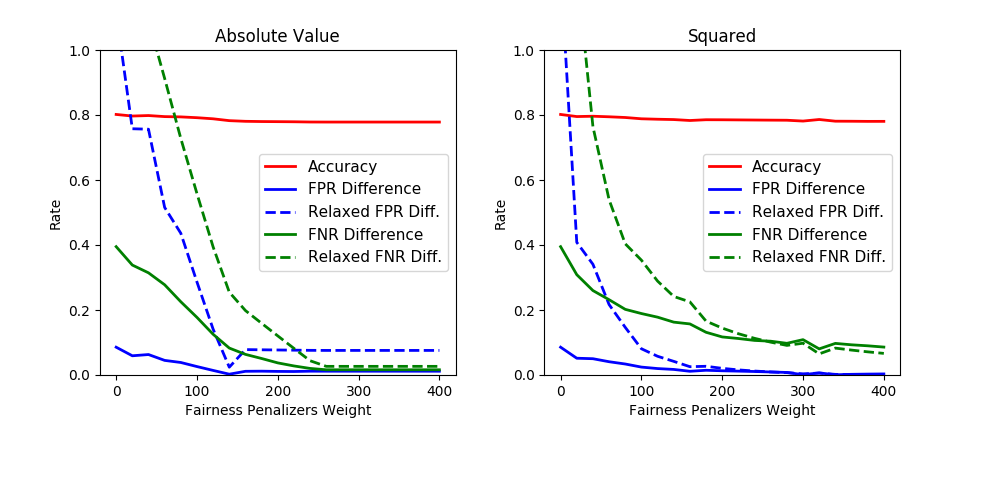 Absolute Value
1.0
0.8
0.6
0.4
0.2
0.0
Rate
0
100
200
300
400
Fairness Penalizers Weight
Accuracy
FPR Difference
Relaxed FPR Diff.
FNR Difference
Relaxed FNR Diff.
Squared
1.0
0.8
0.6
0.4
0.2
0.0
Rate
0
100
200
300
400
Fairness Penalizers Weight
Accuracy
FPR Difference
Relaxed FPR Diff.
FNR Difference
Relaxed FNR Diff.